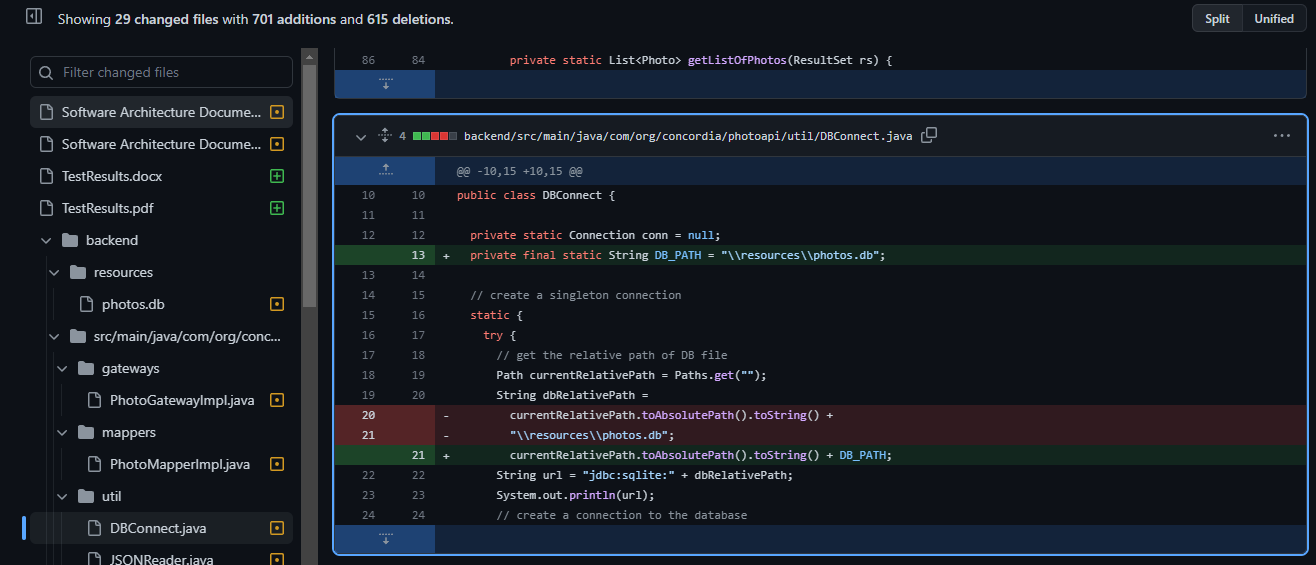 Showing 29 changed files with 701 additions and 615 deletions.
Split Unified
Filter changed files
Software Architecture Docume...
Software Architecture Docume...
TestResults.docx
TestResults.pdf
backend
resources
photos.db
src/main/java/com/org/conc...
gateways
PhotoGatewayImpl.java
mappers
PhotoMapperImpl.java
util
DBConnect.java
JSONReader.java
86 84 private static List<Photo> getListOfPhotos(ResultSet rs) {
4 backend/src/main/java/com/org/concordia/photoapi/util/DBConnect.java
@@ -10,15 +10,15 @@
10 10 public class DBConnect {
11 11
12 12 private static Connection conn = null;
13 + private final static String DB_PATH = "\\resources\\photos.db";
13 14
14 15 // create a singleton connection
15 16 static {
16 17 try {
17 18 // get the relative path of DB file
18 19 Path currentRelativePath = Paths.get("");
19 20 String dbRelativePath =
20 - currentRelativePath.toAbsolutePath().toString() +
21 - "\\resources\\photos.db";
21 + currentRelativePath.toAbsolutePath().toString() + DB_PATH;
22 22 String url = "jdbc:sqlite:" + dbRelativePath;
23 23 System.out.println(url);
24 24 // create a connection to the database